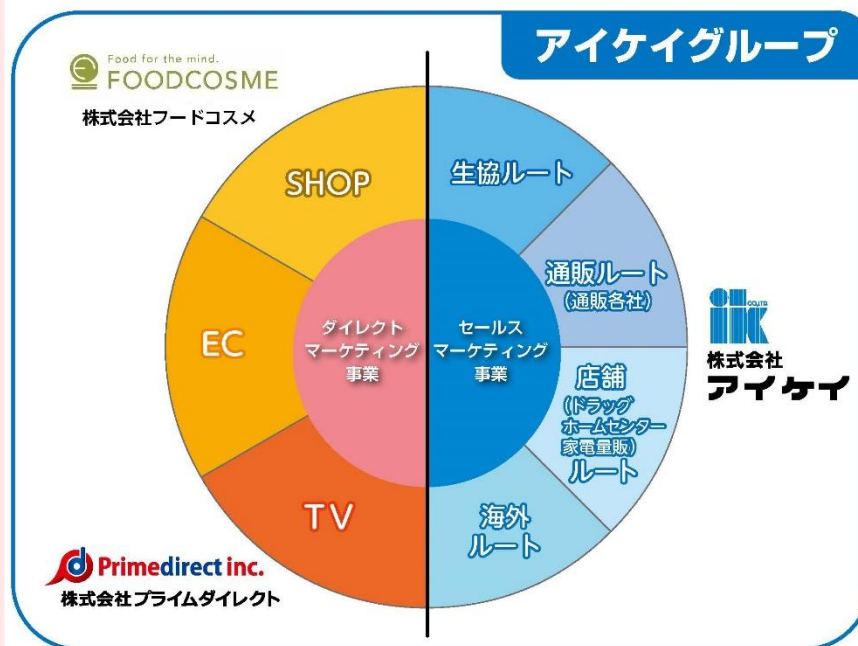 アイケイグループ
Food for the mind.
FOODCOSME
株式会社フードコスメ
SHOP
EC
TV
ダイレクト
マーケティング
事業
セールス
マーケティング
事業
生協ルート
通販ルート
(通販各社)
店舗
(ドラッグ
ホームセンター
家電量販)
ルート
海外
ルート
ik
CO.,LTD
株式会社
アイケイ
Primedirect inc.
株式会社プライムダイレクト